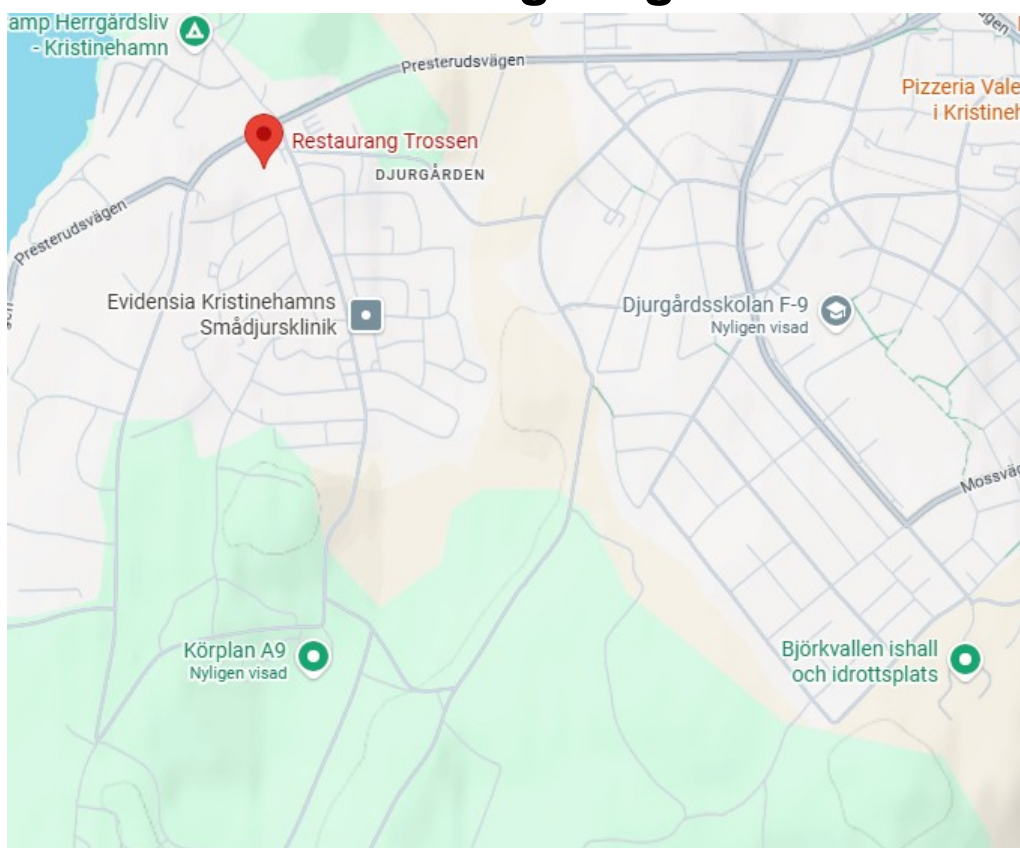 amp Herrgårdsliv
- Kristinehamn
Presterudsvägen
Pizzeria Vale
i Kristineh
Restaurang Trossen
DJURGÅRDEN
Presterudsvägen
Evidensia Kristinehamns
Smådjursklinik
Djurgårdsskolan F-9
Nyligen visad
Mossväg
Körplan A9
Nyligen visad
Björkvallen ishall
och idrottsplats